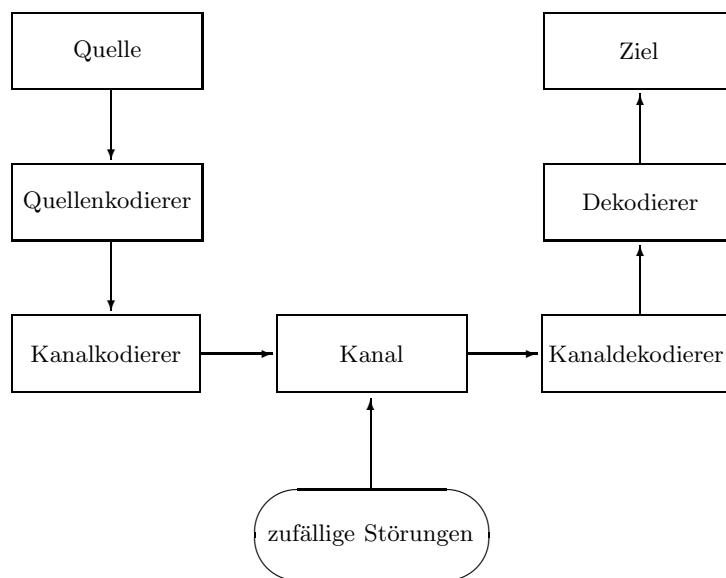 Quelle
Ziel
Quellenkodierer
Dekodierer
Kanalkodierer
Kanal
Kanaldekodierer
zufällige Störungen